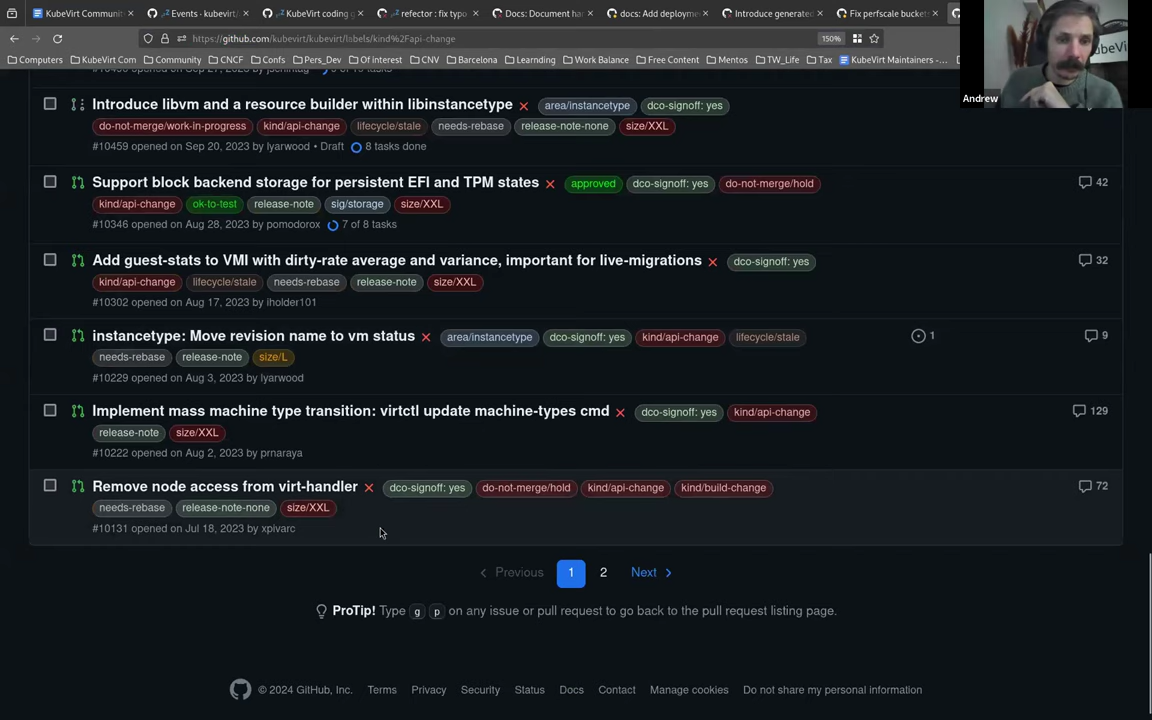 KubeVirt Communi
Events · kubevirt/
KubeVirt coding g
refactor : fix typo
Docs: Document ha
docs: Add deployme
Introduce generated
Fix perfscale bucket
https://github.com/kubevirt/kubevirt/labels/kind%2Fapi-change
150%
Computers
KubeVirt Com
Community
CNCF
Confs
Pers_Dev
Of interest
CNV
Barcelona
Learnding
Work Balance
Free Content
Mentos
TW_Life
Tax
KubeVirt Maintainers -…
Andrew
Introduce libvm and a resource builder within libinstancetype area/instancetype dco-signoff: yes
do-not-merge/work-in-progress kind/api-change lifecycle/stale needs-rebase release-note-none size/XXL
#10459 opened on Sep 20, 2023 by lyarwood • Draft 8 tasks done
Support block backend storage for persistent EFI and TPM states approved dco-signoff: yes do-not-merge/hold 42
kind/api-change ok-to-test release-note sig/storage size/XXL
#10346 opened on Aug 28, 2023 by pomodorox 7 of 8 tasks
Add guest-stats to VMI with dirty-rate average and variance, important for live-migrations dco-signoff: yes 32
kind/api-change lifecycle/stale needs-rebase release-note size/XXL
#10302 opened on Aug 17, 2023 by iholder101
instancetype: Move revision name to vm status area/instancetype dco-signoff: yes kind/api-change lifecycle/stale 1 9
needs-rebase release-note size/L
#10229 opened on Aug 3, 2023 by lyarwood
Implement mass machine type transition: virtctl update machine-types cmd dco-signoff: yes kind/api-change 129
release-note size/XXL
#10222 opened on Aug 2, 2023 by prnaraya
Remove node access from virt-handler dco-signoff: yes do-not-merge/hold kind/api-change kind/build-change 72
needs-rebase release-note-none size/XXL
#10131 opened on Jul 18, 2023 by xpivarc
Previous 1 2 Next
ProTip! Type g p on any issue or pull request to go back to the pull request listing page.
© 2024 GitHub, Inc. Terms Privacy Security Status Docs Contact Manage cookies Do not share my personal information